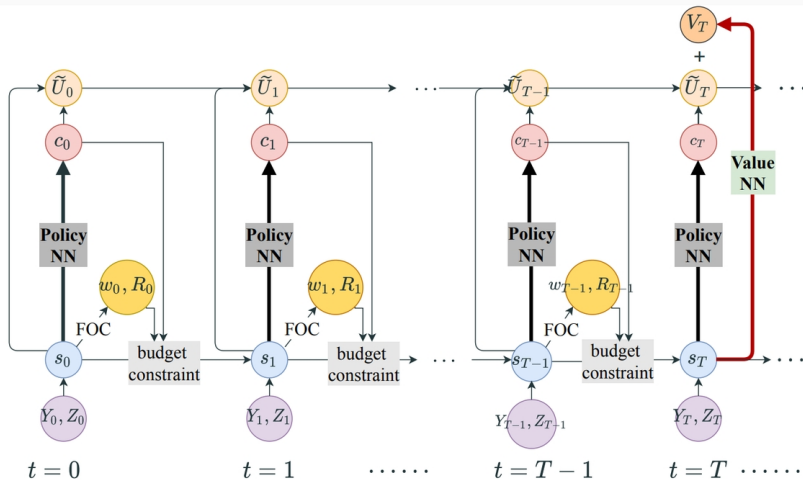 V_T
+
Ũ_0
Ũ_1
...
Ũ_{T−1}
Ũ_T
...
c_0
c_1
c_{T−1}
c_T
Value
NN
Policy
NN
Policy
NN
Policy
NN
Policy
NN
w_0, R_0
w_1, R_1
w_{T−1}, R_{T−1}
FOC
FOC
FOC
s_0
budget
constraint
s_1
budget
constraint
...
s_{T−1}
budget
constraint
s_T
...
Y_0, Z_0
Y_1, Z_1
Y_{T−1}, Z_{T−1}
Y_T, Z_T
t = 0
t = 1
......
t = T − 1
t = T
......